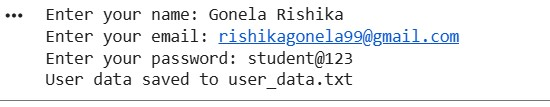 Enter your name: Gonela Rishika
Enter your email: rishikagonela99@gmail.com
Enter your password: student@123
User data saved to user_data.txt